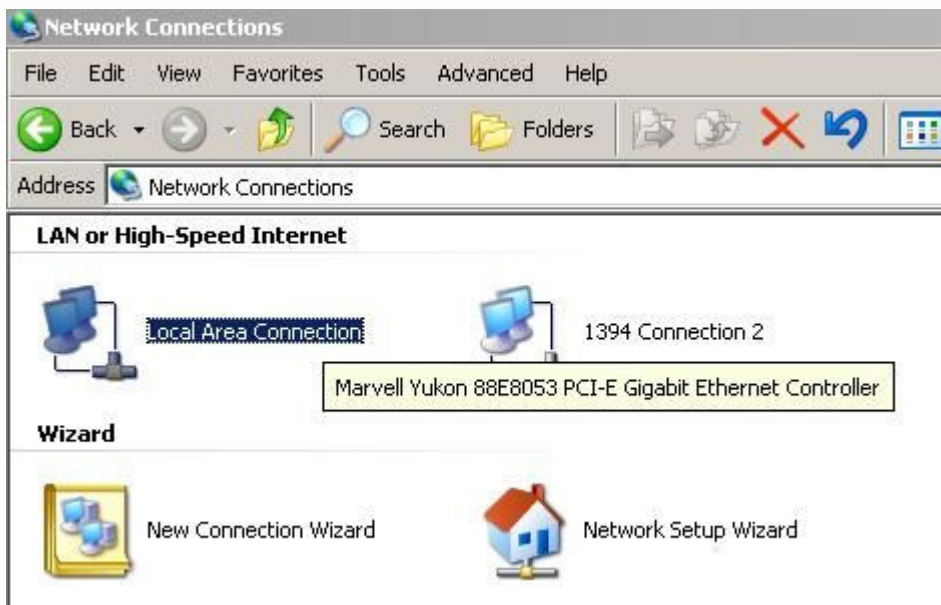 Network Connections
File Edit View Favorites Tools Advanced Help
Back Search Folders
Address Network Connections
LAN or High-Speed Internet
Local Area Connection 1394 Connection 2
Marvell Yukon 88E8053 PCI-E Gigabit Ethernet Controller
Wizard
New Connection Wizard Network Setup Wizard